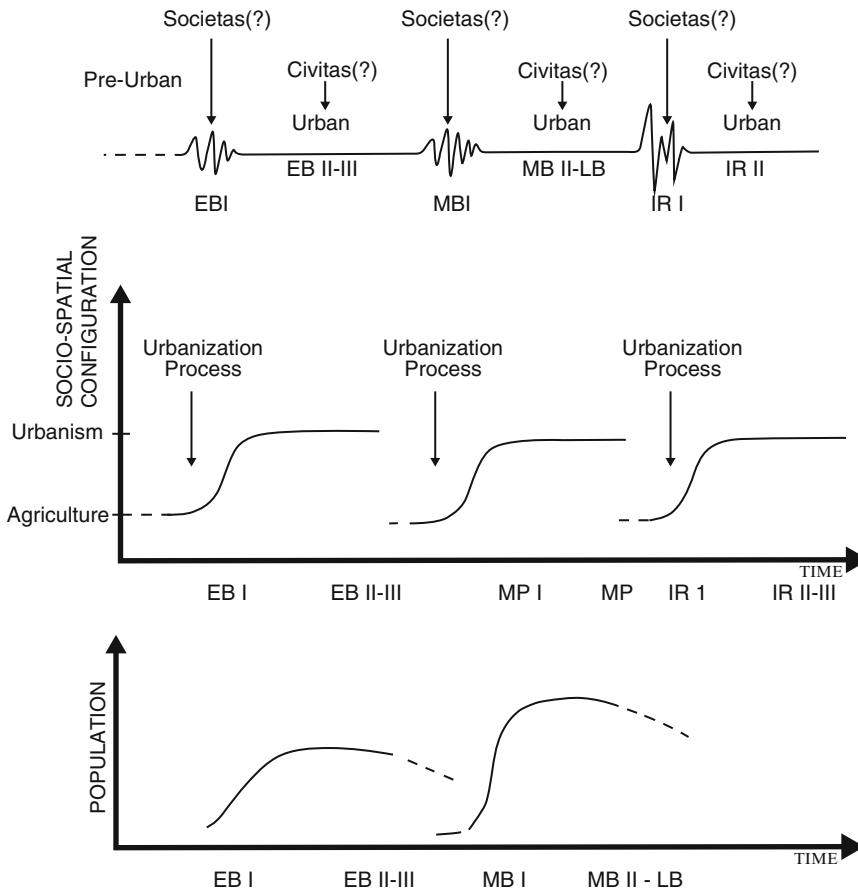 Societas(?) Societas(?) Societas(?)
Pre-Urban Civitas(?) Civitas(?) Civitas(?)
Urban Urban Urban
EB II-III MB II-LB IR II
EBI MBI IR I
SOCIO-SPATIAL
CONFIGURATION
Urbanization Urbanization Urbanization
Process Process Process
Urbanism
Agriculture
TIME
EB I EB II-III MP I MP IR 1 IR II-III
POPULATION
TIME
EB I EB II-III MB I MB II - LB